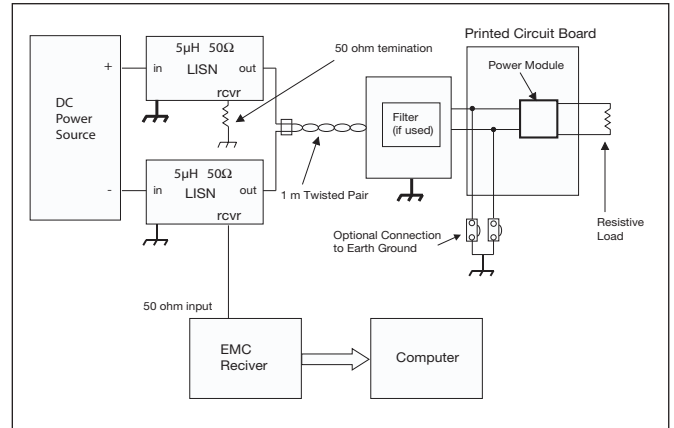 Printed Circuit Board
5µH 50Ω
50 ohm temination
+
in
LISN
out
rcvr
Power Module
DC
Power
Source
Filter
(if used)
5µH 50Ω
-
in
LISN
out
rcvr
1 m Twisted Pair
Optional Connection
to Earth Ground
Resistive
Load
50 ohm input
EMC
Reciver
Computer